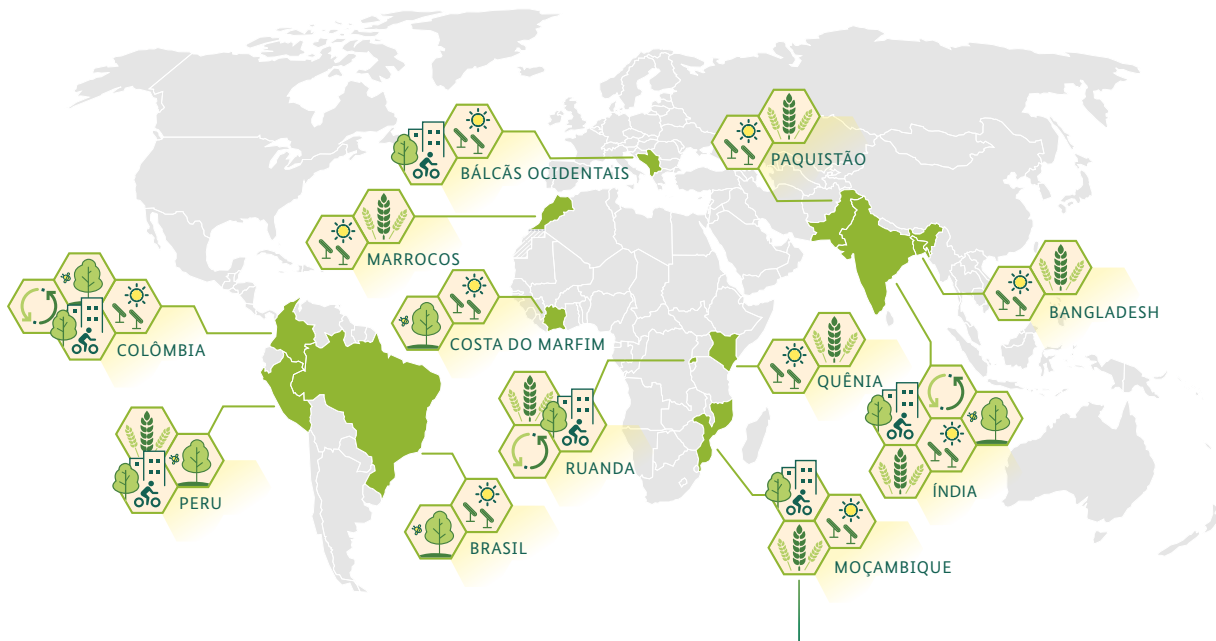 PAQUISTÃO
BÁLCÃS OCIDENTAIS
MARROCOS
BANGLADESH
COSTA DO MARFIM
COLÔMBIA
QUÊNIA
RUANDA
ÍNDIA
PERU
BRASIL
MOÇAMBIQUE